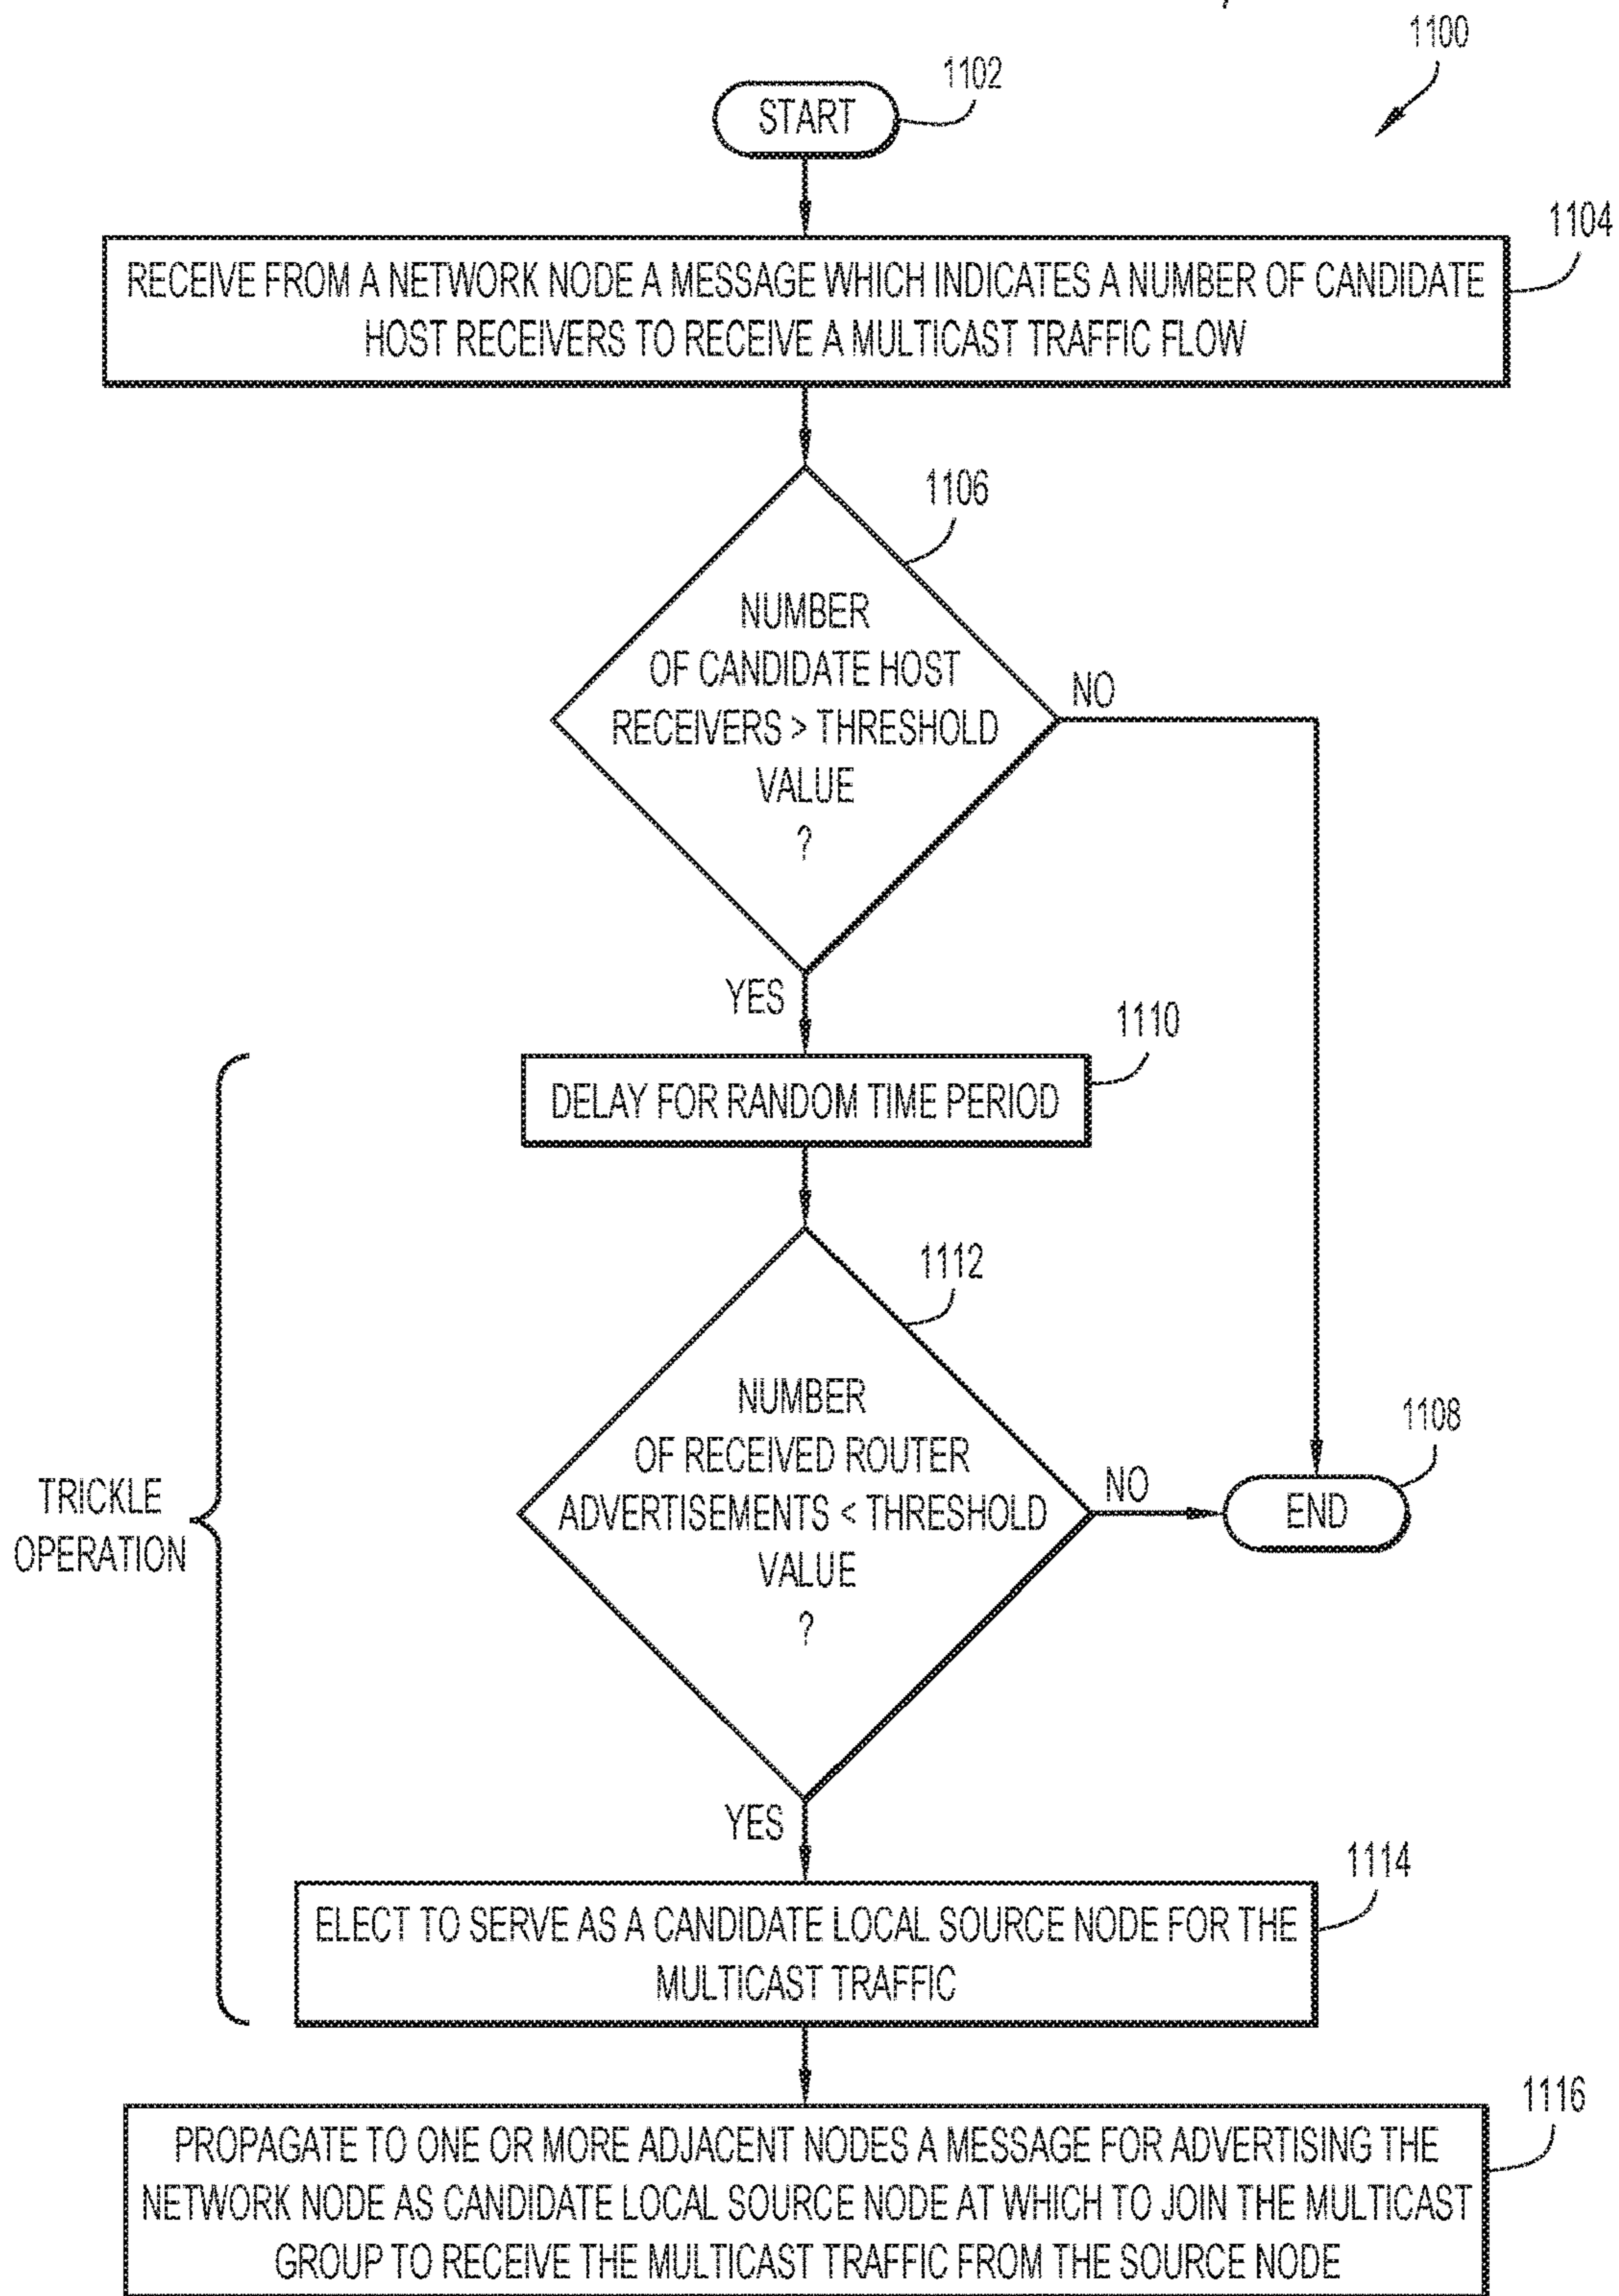 1100
1102
START
1104
RECEIVE FROM A NETWORK NODE A MESSAGE WHICH INDICATES A NUMBER OF CANDIDATE
HOST RECEIVERS TO RECEIVE A MULTICAST TRAFFIC FLOW
1106
NUMBER
OF CANDIDATE HOST
RECEIVERS > THRESHOLD
VALUE
?
NO
YES
1110
DELAY FOR RANDOM TIME PERIOD
1112
NUMBER
OF RECEIVED ROUTER
ADVERTISEMENTS < THRESHOLD
VALUE
?
NO
1108
END
TRICKLE
OPERATION
YES
1114
ELECT TO SERVE AS A CANDIDATE LOCAL SOURCE NODE FOR THE
MULTICAST TRAFFIC
1116
PROPAGATE TO ONE OR MORE ADJACENT NODES A MESSAGE FOR ADVERTISING THE
NETWORK NODE AS CANDIDATE LOCAL SOURCE NODE AT WHICH TO JOIN THE MULTICAST
GROUP TO RECEIVE THE MULTICAST TRAFFIC FROM THE SOURCE NODE